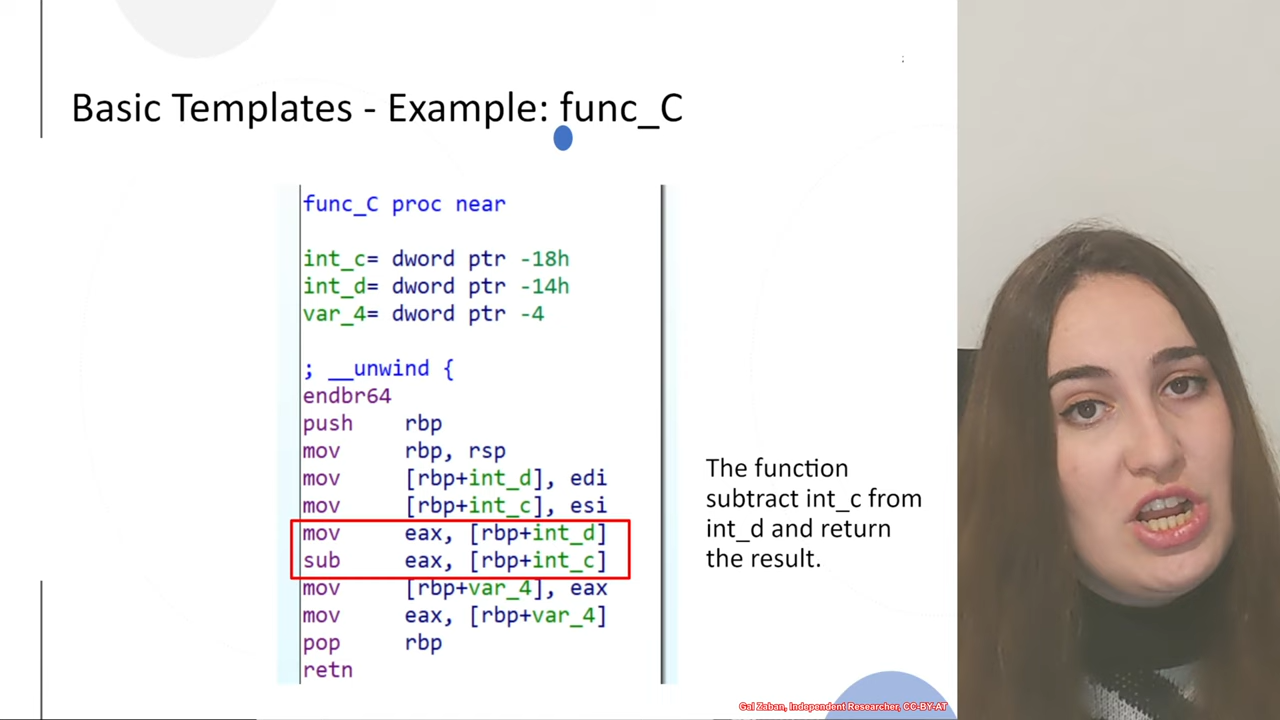 Basic Templates - Example: func_C
func_C proc near
int_c= dword ptr -18h
int_d= dword ptr -14h
var_4= dword ptr -4
; __unwind {
endbr64
push rbp
mov rbp, rsp
mov [rbp+int_d], edi
mov [rbp+int_c], esi
mov eax, [rbp+int_d]
sub eax, [rbp+int_c]
mov [rbp+var_4], eax
mov eax, [rbp+var_4]
pop rbp
retn
The function
subtract int_c from
int_d and return
the result.
Gal Zaban, Independent Researcher, CC-BY-AT